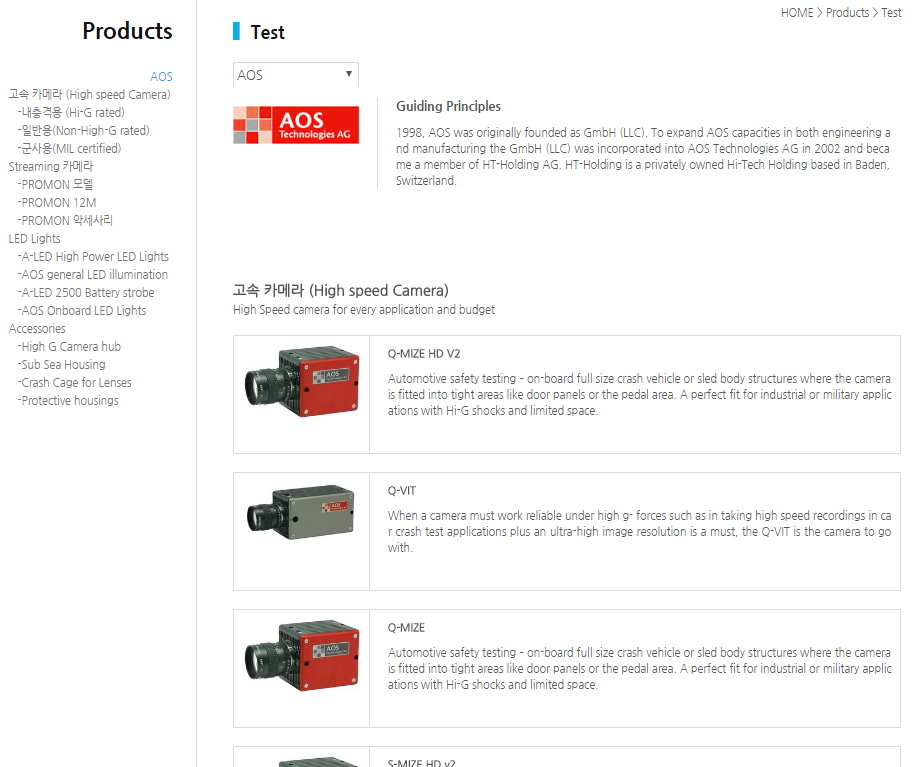 HOME > Products > Test
Products
AOS
고속 카메라 (High speed Camera)
-내충격용 (Hi-G rated)
-일반용(Non-High-G rated)
-군사용(MIL certified)
Streaming 카메라
-PROMON 모델
-PROMON 12M
-PROMON 악세사리
LED Lights
-A-LED High Power LED Lights
-AOS general LED illumination
-A-LED 2500 Battery strobe
-AOS Onboard LED Lights
Accessories
-High G Camera hub
-Sub Sea Housing
-Crash Cage for Lenses
-Protective housings
Test
AOS
AOS
Technologies AG
Guiding Principles
1998, AOS was originally founded as GmbH (LLC). To expand AOS capacities in both engineering a
nd manufacturing the GmbH (LLC) was incorporated into AOS Technologies AG in 2002 and beca
me a member of HT-Holding AG. HT-Holding is a privately owned Hi-Tech Holding based in Baden,
Switzerland.
고속 카메라 (High speed Camera)
High Speed camera for every application and budget
AOS
Q-MIZE HD V2
Automotive safety testing - on-board full size crash vehicle or sled body structures where the camera
is fitted into tight areas like door panels or the pedal area. A perfect fit for industrial or military applic
ations with Hi-G shocks and limited space.
AOS
Q-VIT
When a camera must work reliable under high g- forces such as in taking high speed recordings in ca
r crash test applications plus an ultra-high image resolution is a must, the Q-VIT is the camera to go
with.
AOS
Q-MIZE
Automotive safety testing - on-board full size crash vehicle or sled body structures where the camera
is fitted into tight areas like door panels or the pedal area. A perfect fit for industrial or military applic
ations with Hi-G shocks and limited space.
S-MIZE HD v2